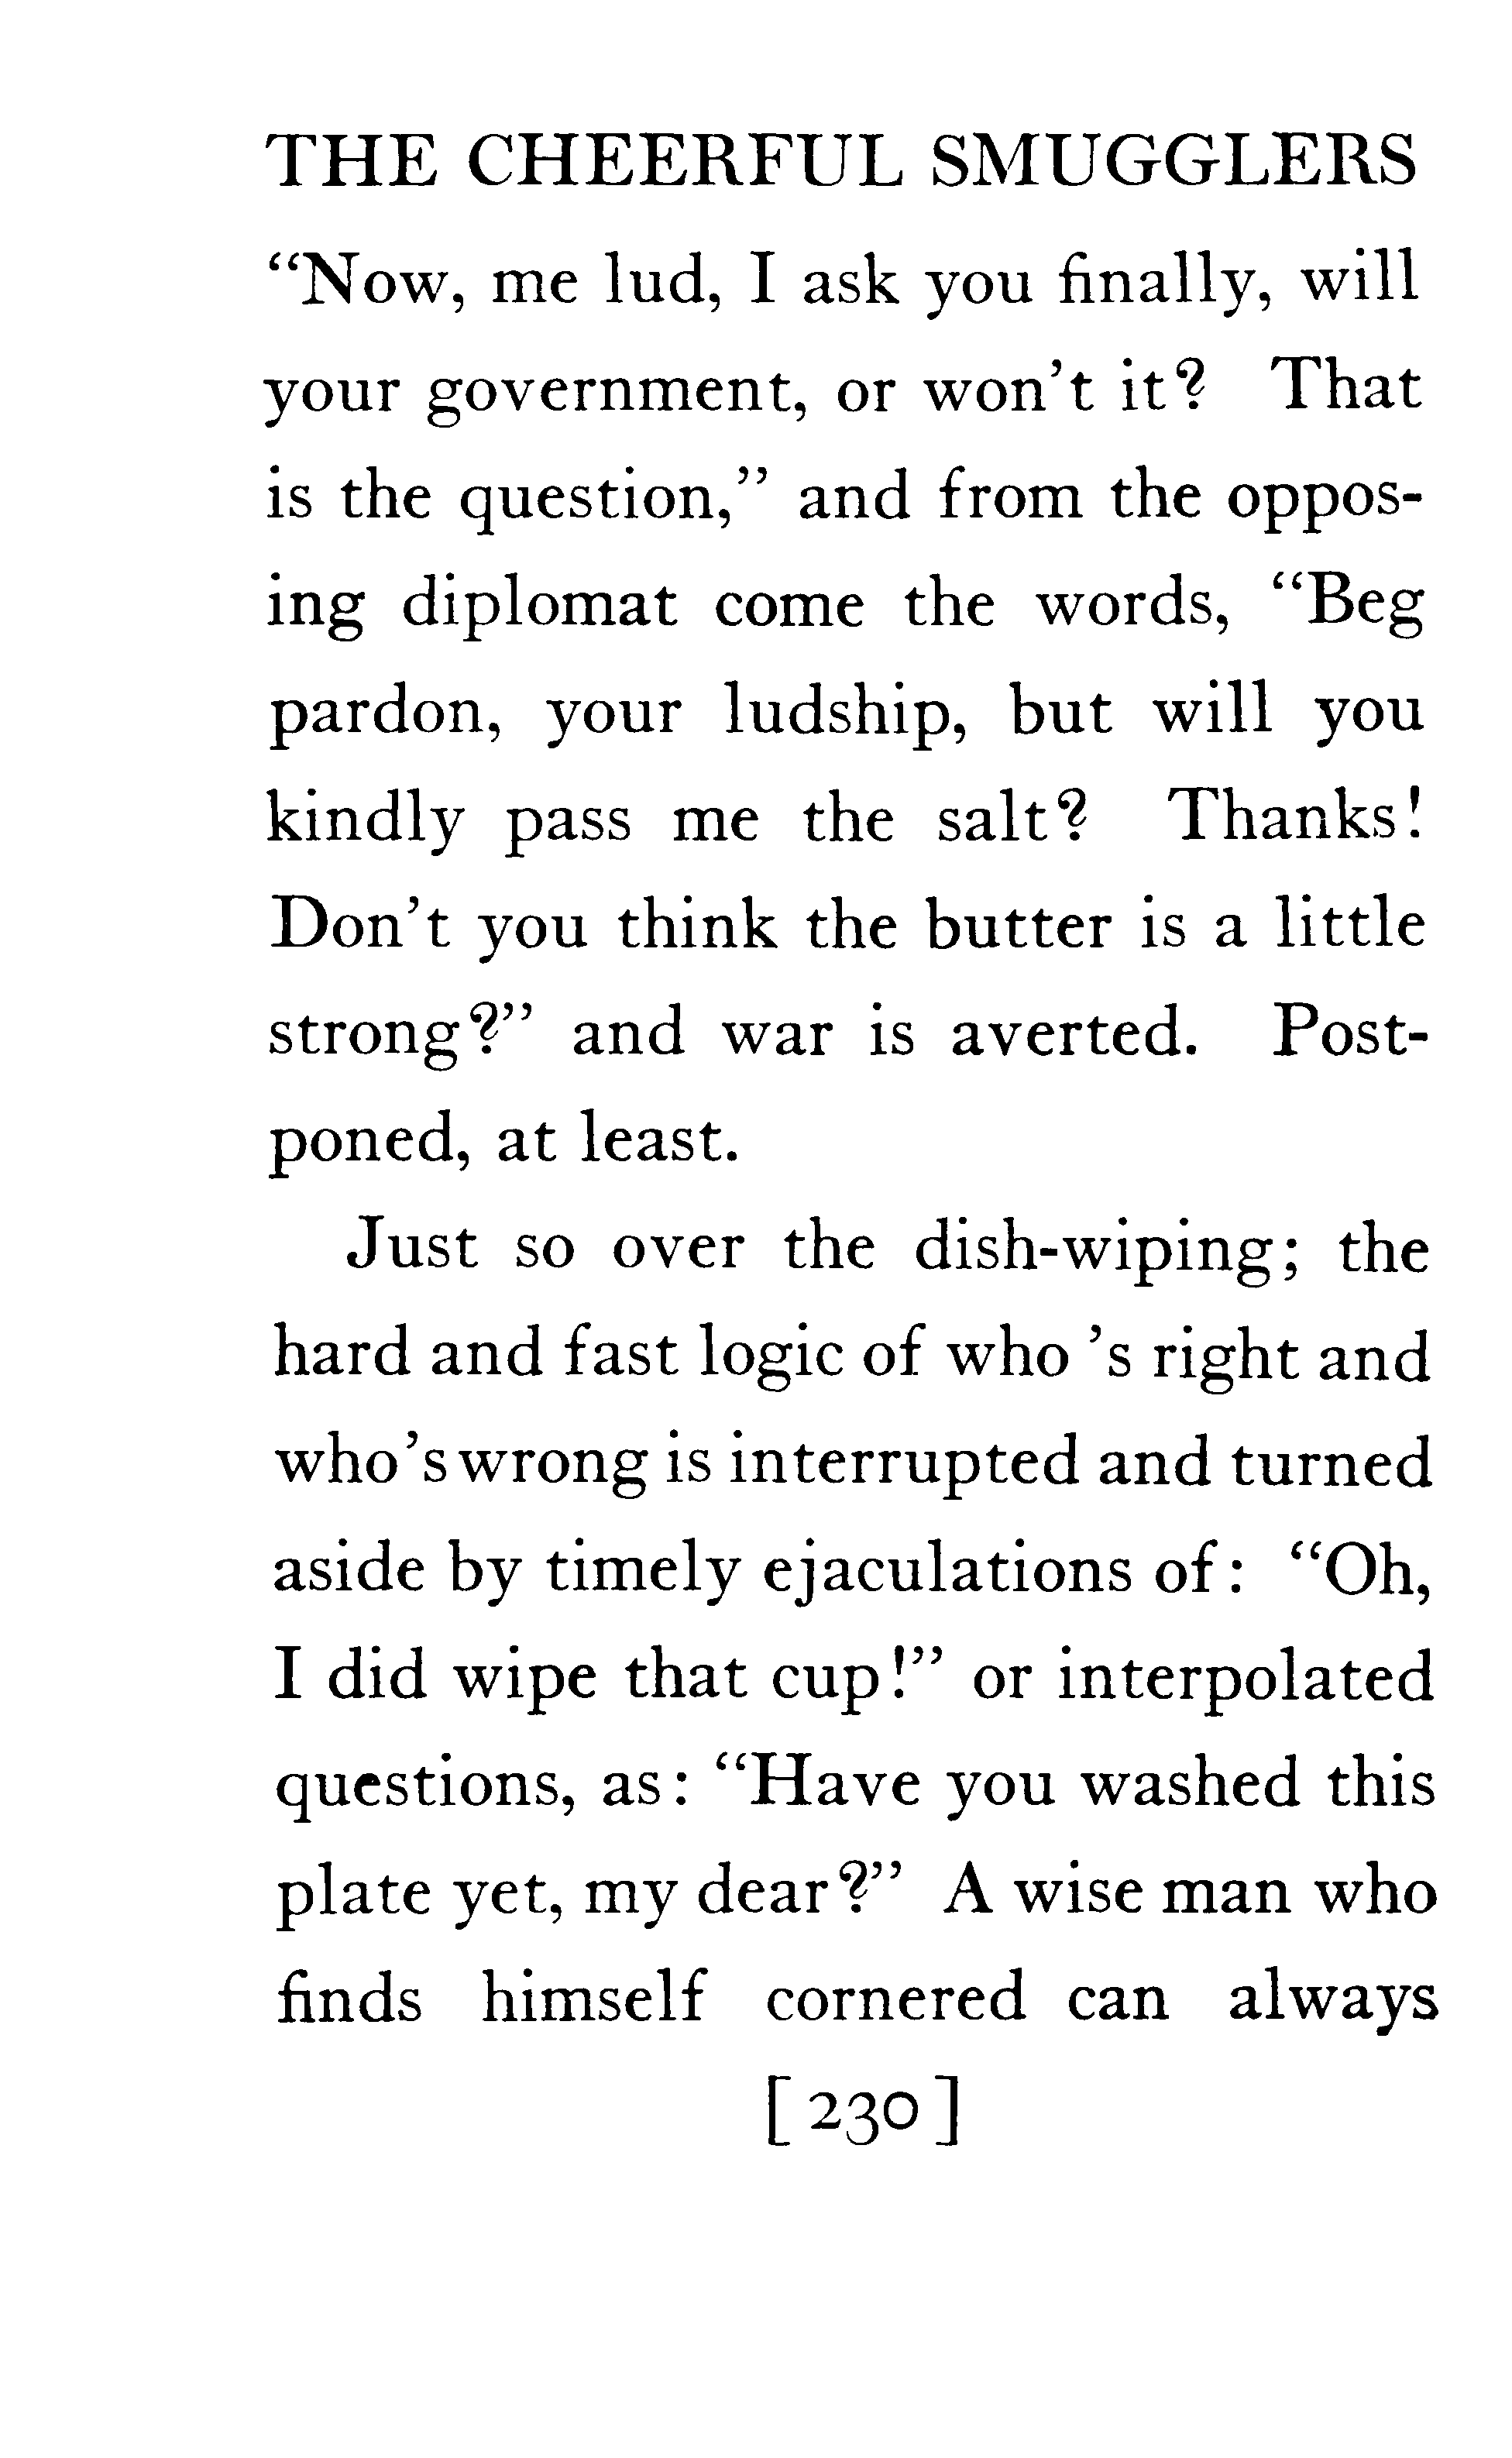 THE CHEERFUL SMUGGLERS
“Now, me lud, I ask you finally, will
your government, or won’t it? That
is the question,” and from the oppos-
ing diplomat come the words, “Beg
pardon, your ludship, but will you
kindly pass me the salt? Thanks!
Don’t you think the butter is a little
strong?” and war is averted. Post-
poned, at least.
Just so over the dish-wiping; the
hard and fast logic of who ’s right and
who’s wrong is interrupted and turned
aside by timely ejaculations of: “Oh,
I did wipe that cup!” or interpolated
questions, as: “Have you washed this
plate yet, my dear?” A wise man who
finds himself cornered can always
[230]